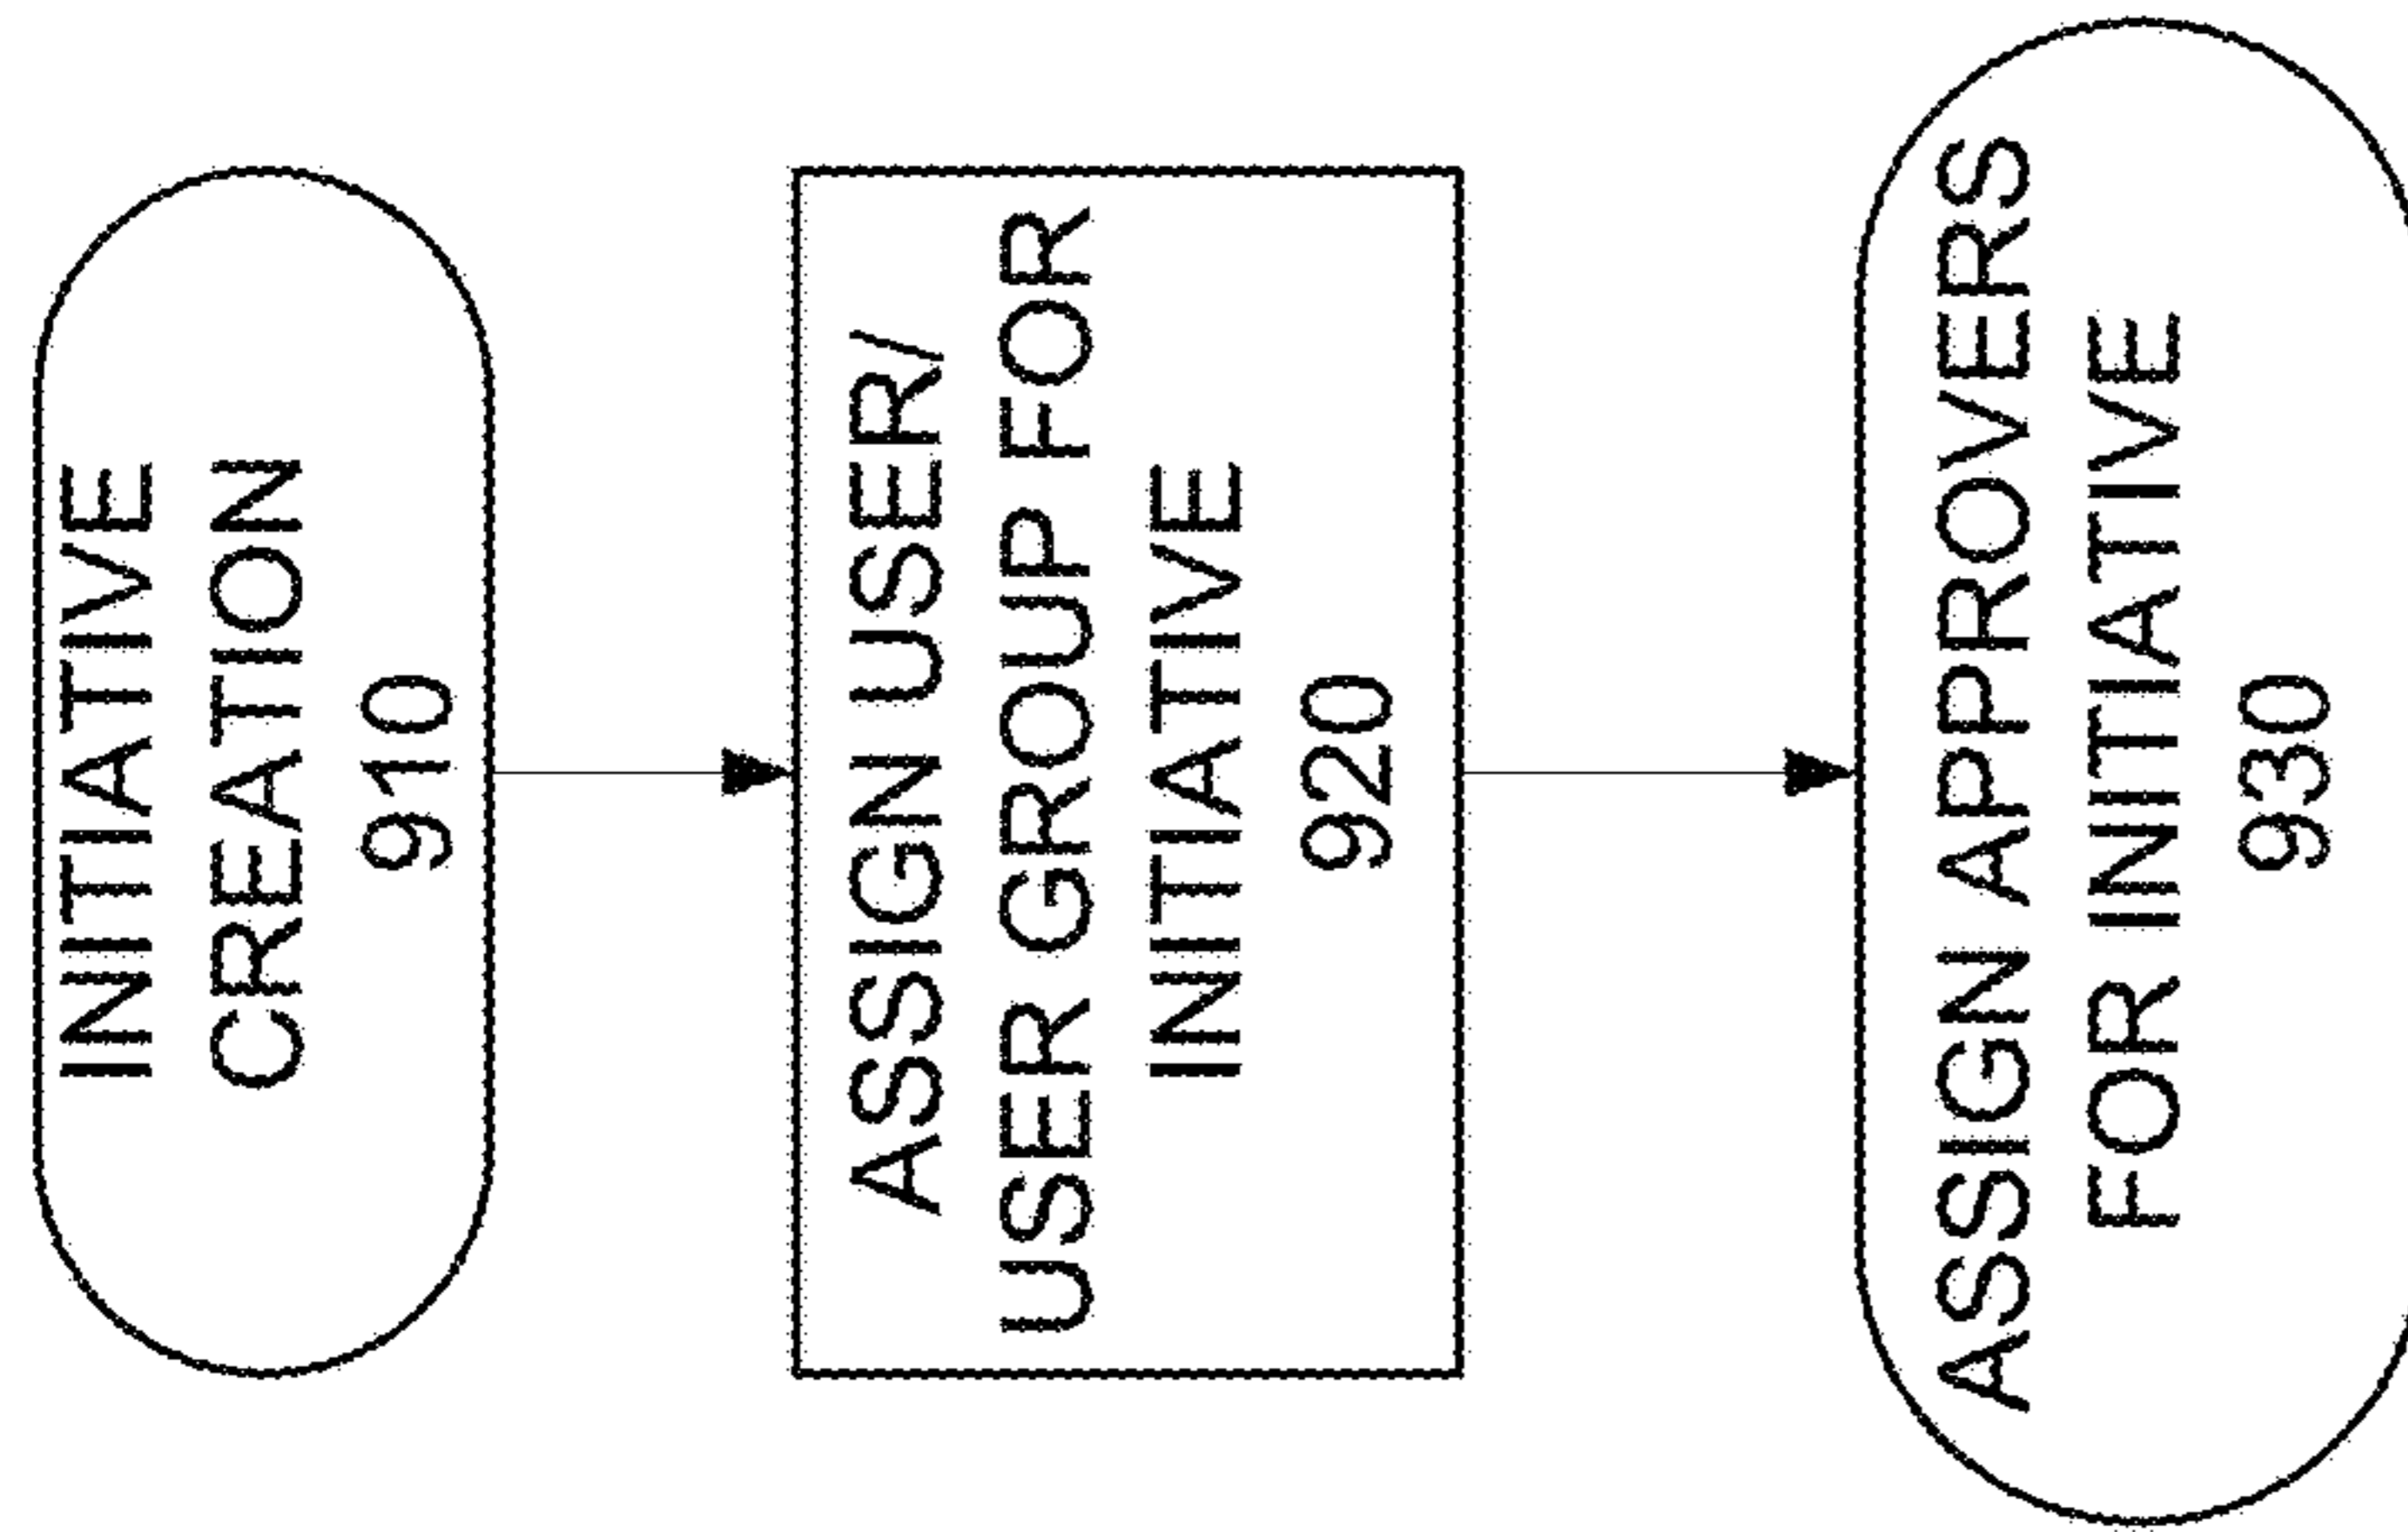 INITIATIVE
CREATION
910
ASSIGN USER/
USER GROUP FOR
INITIATIVE
920
ASSIGN APPROVERS
FOR INITIATIVE
930